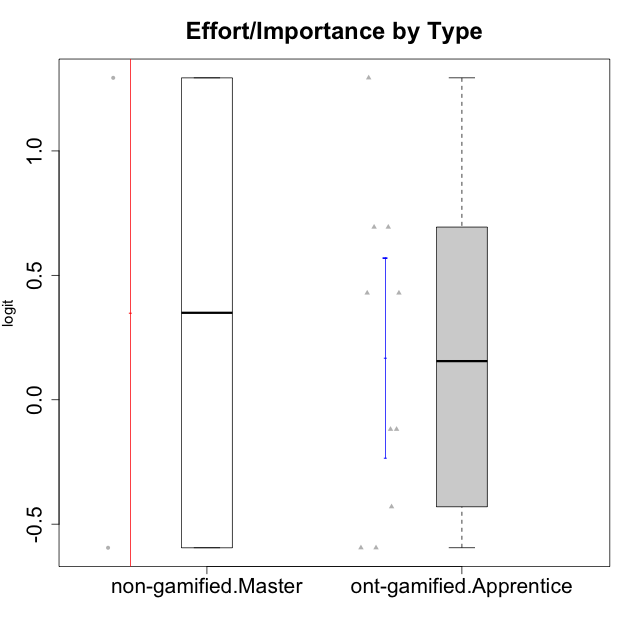 Effort/Importance by Type
logit
1.0
0.5
0.0
-0.5
non-gamified.Master
ont-gamified.Apprentice